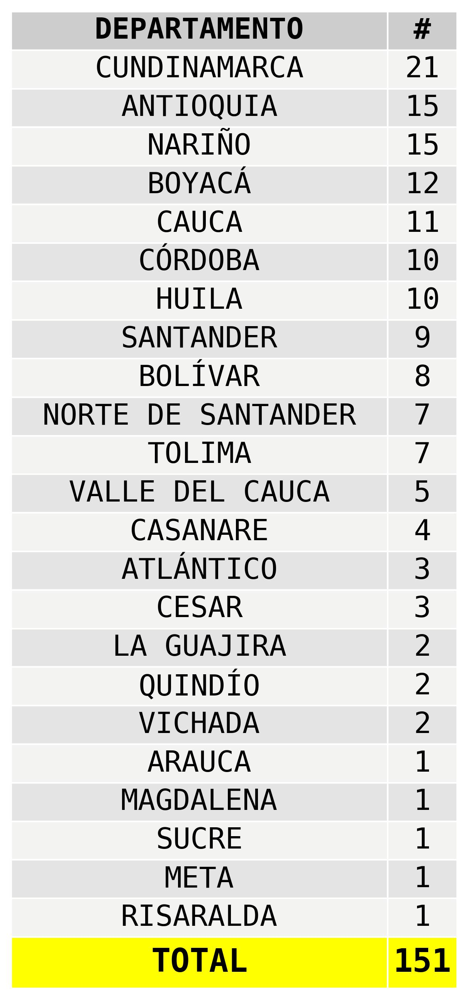 DEPARTAMENTO #
CUNDINAMARCA 21
ANTIOQUIA 15
NARIÑO 15
BOYACÁ 12
CAUCA 11
CÓRDOBA 10
HUILA 10
SANTANDER 9
BOLÍVAR 8
NORTE DE SANTANDER 7
TOLIMA 7
VALLE DEL CAUCA 5
CASANARE 4
ATLÁNTICO 3
CESAR 3
LA GUAJIRA 2
QUINDÍO 2
VICHADA 2
ARAUCA 1
MAGDALENA 1
SUCRE 1
META 1
RISARALDA 1
TOTAL 151